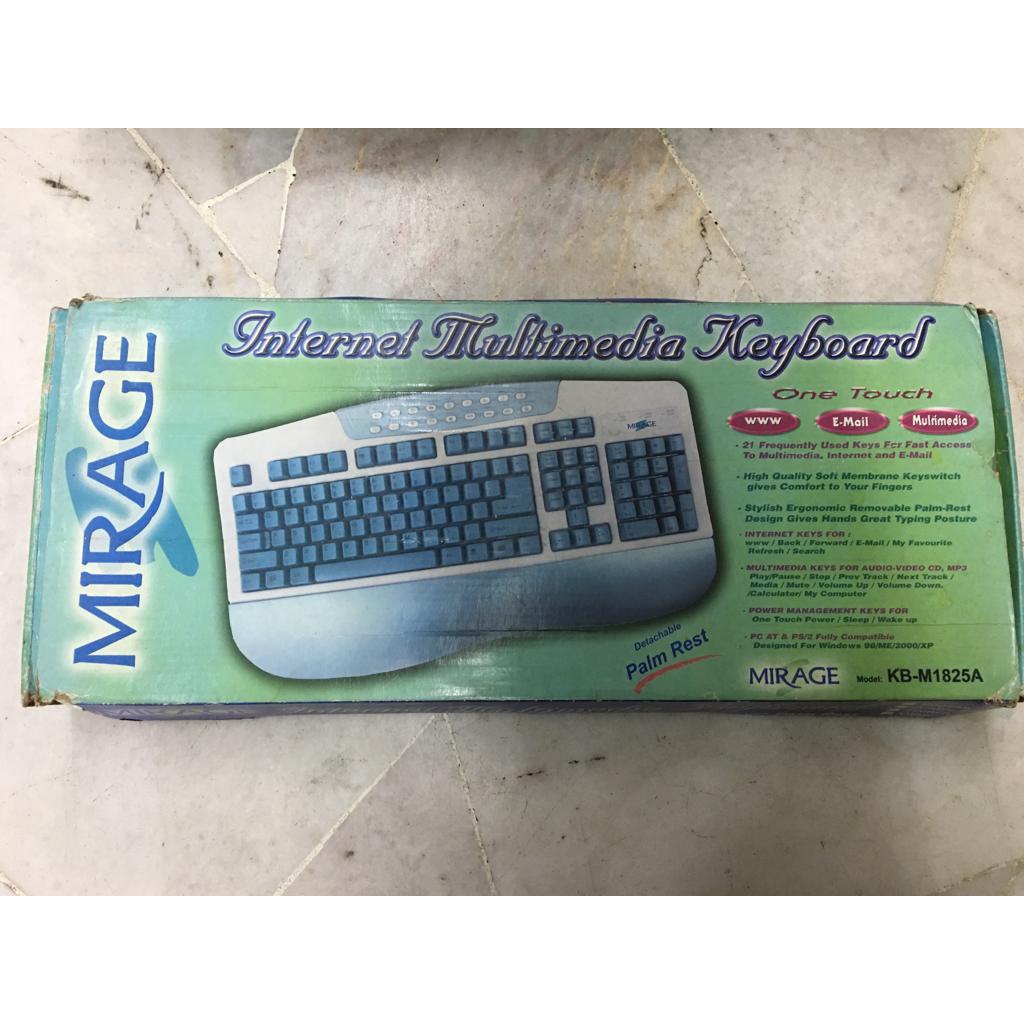 MIRAGE
Internet Multimedia Keyboard
One Touch
WWW E-Mail Multimedia
· 21 Frequently Used Keys For Fast Access
To Multimedia, Internet and E-Mail
· High Quality Soft Membrane Keyswitch
gives Comfort to Your Fingers
· Stylish Ergonomic Removable Palm-Rest
Design Gives Hands Great Typing Posture
· INTERNET KEYS FOR :
www / Back / Forward / E-Mail / My Favourite
Refresh / Search
· MULTIMEDIA KEYS FOR AUDIO-VIDEO CD, MP3
Play/Pause / Stop / Prev Track / Next Track /
Media / Mute / Volume Up / Volume Down.
/Calculator/ My Computer
· POWER MANAGEMENT KEYS FOR
One Touch Power / Sleep / Wake up
· PC AT & PS/2 Fully Compatible
Designed For Windows 98/ME/2000/XP
MIRAGE Model: KB-M1825A
MIRAGE
Detachable
Palm Rest